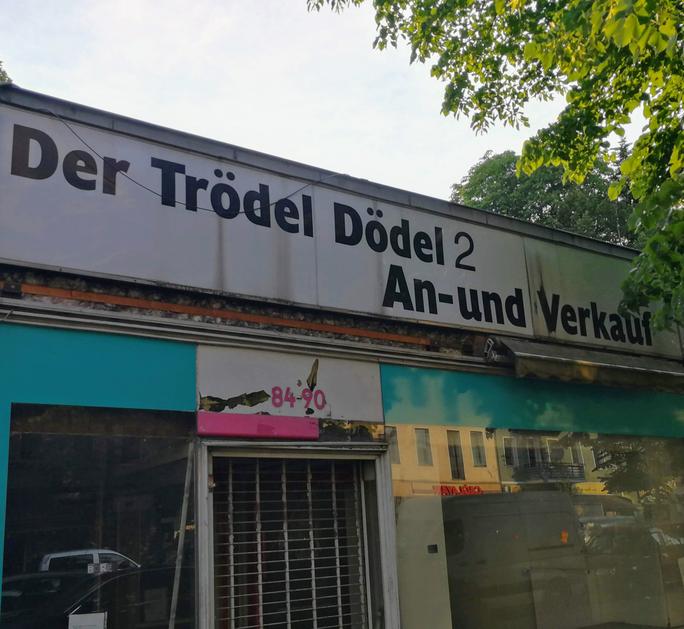 Der Trödel Dödel 2
An-und Verkauf
84-90